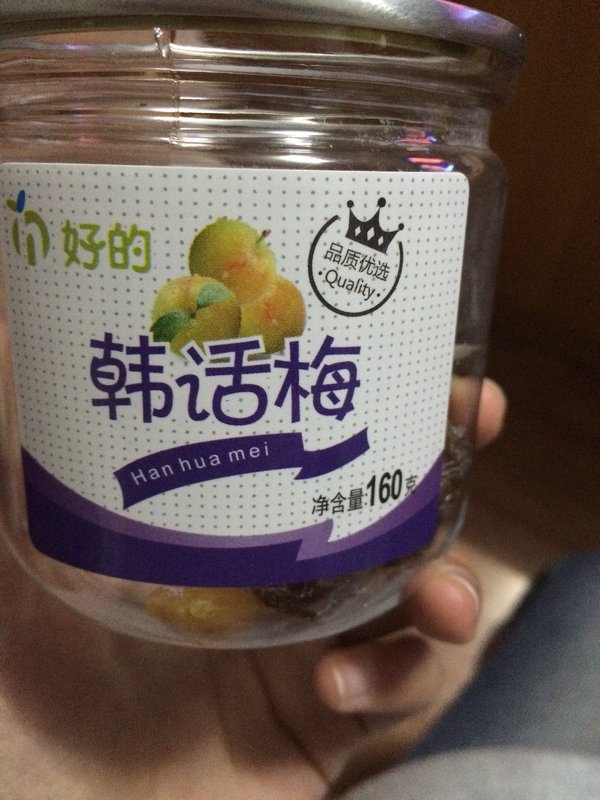 好的
品质优选
Quality
韩话梅
Han hua mei
净含量:160克